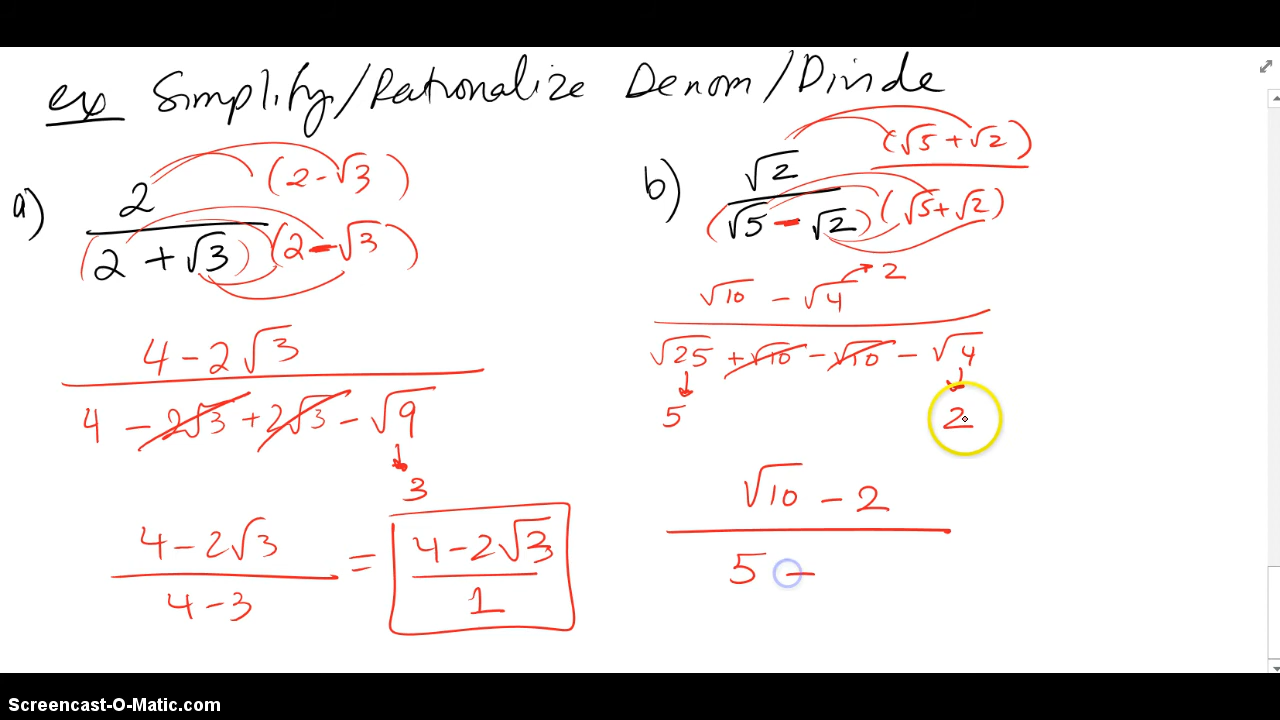 ex Simplify/Rationalize Denom/Divide
a) 2 (2-√3)
(2 + √3) (2 - √3)
4 - 2√3
4 - 2√3 + 2√3 - √9
3
4 - 2√3 = 4 - 2√3
4 - 3 1
b) √2 (√5 + √2)
(√5 - √2) (√5 + √2)
√10 - √4 2
√25 + √10 - √10 - √4
5 2
√10 - 2
5 -
Screencast-O-Matic.com